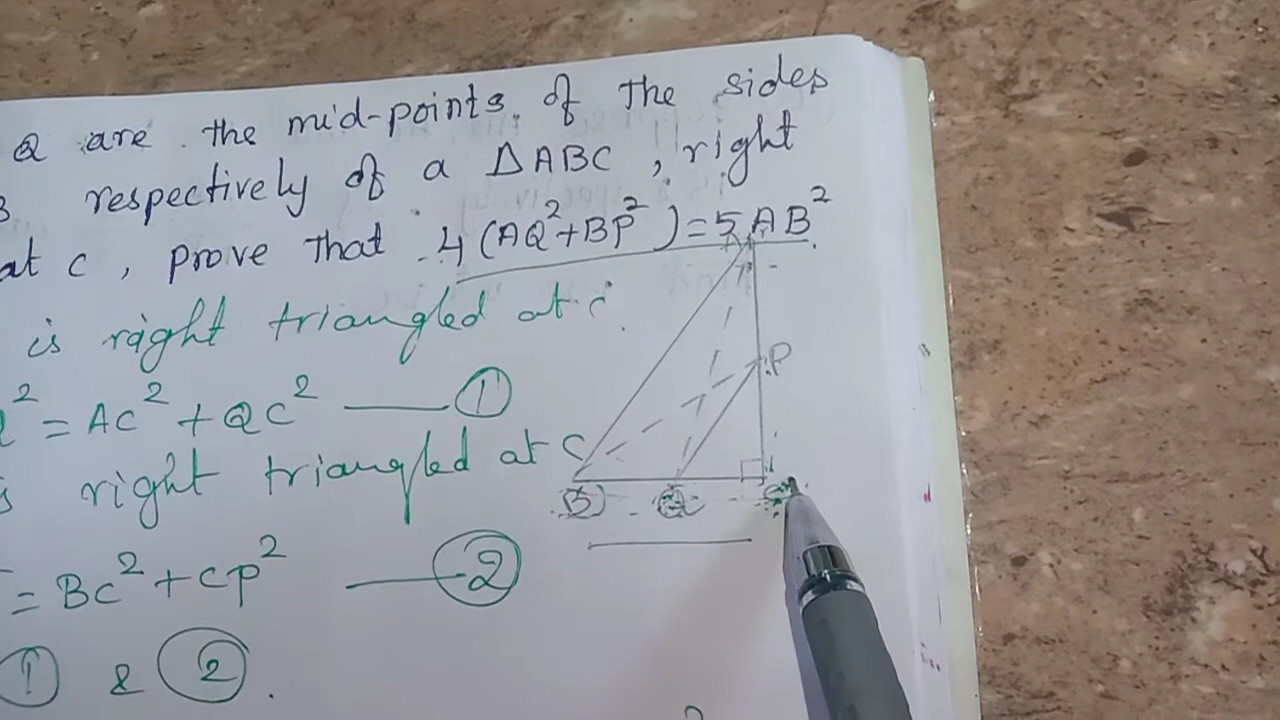 Q are the mid-points of the sides
B respectively of a △ABC, right
at c, prove that 4(AQ²+BP²)=5AB²
is right triangled at c.
² = AC² + QC² — ①
right triangled at C
= BC² + CP² — ②
① & ②.
A
P
B Q C